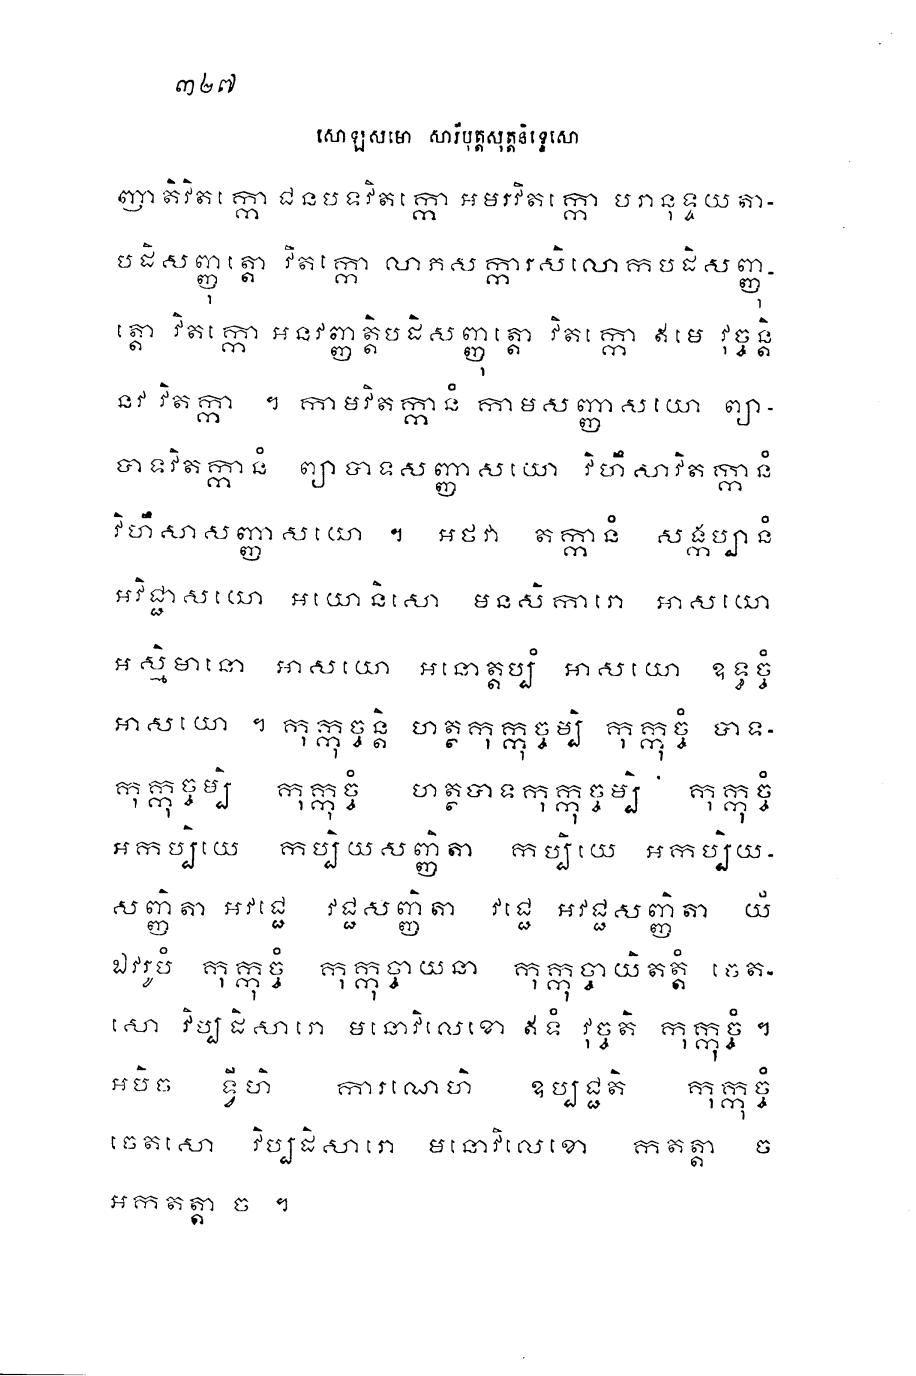 ៣២៧
សោឡសមោ សារីបុត្តសុត្តនិទ្ទេសោ
ញាតិវិតក្កោ ជនបទវិតក្កោ អមរវិតក្កោ បរានុទ្ទយតា-
បដិសញ្ញុត្តោ វិតក្កោ លាភសក្ការសិលោកបដិសញ្ញុ-
ត្តោ វិតក្កោ អនវញ្ញត្តិបដិសញ្ញុត្តោ វិតក្កោ ឥមេ វុច្ចន្តិ
នវ វិតក្កា ។ កាមវិតក្កានំ កាមសញ្ញាសយោ ព្យា-
បាទវិតក្កានំ ព្យាបាទសញ្ញាសយោ វិហឹសាវិតក្កានំ
វិហឹសាសញ្ញាសយោ ។ អថវា តក្កានំ សង្កប្បានំ
អវិជ្ជាសយោ អយោនិសោ មនសិការោ អាសយោ
អស្មិមានោ អាសយោ អនោត្តប្បំ អាសយោ ឧទ្ធច្ចំ
អាសយោ ។ កុក្កុច្ចន្តិ ហត្ថកុក្កុច្ចម្បិ កុក្កុច្ចំ បាទ-
កុក្កុច្ចម្បិ កុក្កុច្ចំ ហត្ថបាទកុក្កុច្ចម្បិ កុក្កុច្ចំ
អកប្បិយេ កប្បិយសញ្ញិតា កប្បិយេ អកប្បិយ-
សញ្ញិតា អវជ្ជេ វជ្ជសញ្ញិតា វជ្ជេ អវជ្ជសញ្ញិតា យំ
ឯវរូបំ កុក្កុច្ចំ កុក្កុច្ចាយនា កុក្កុច្ចាយិតត្តំ ចេត-
សោ វិប្បដិសារោ មនោវិលេខោ ឥទំ វុច្ចតិ កុក្កុច្ចំ ។
អបិច ទ្វីហិ ការណេហិ ឧប្បជ្ជតិ កុក្កុច្ចំ
ចេតសោ វិប្បដិសារោ មនោវិលេខោ កតត្តា ច
អកតត្តា ច ។